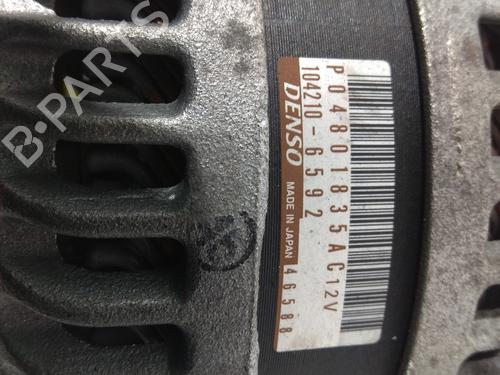 P04801835AC12V
104210-6592
DENSO MADE IN JAPAN 46588
B-PARTS